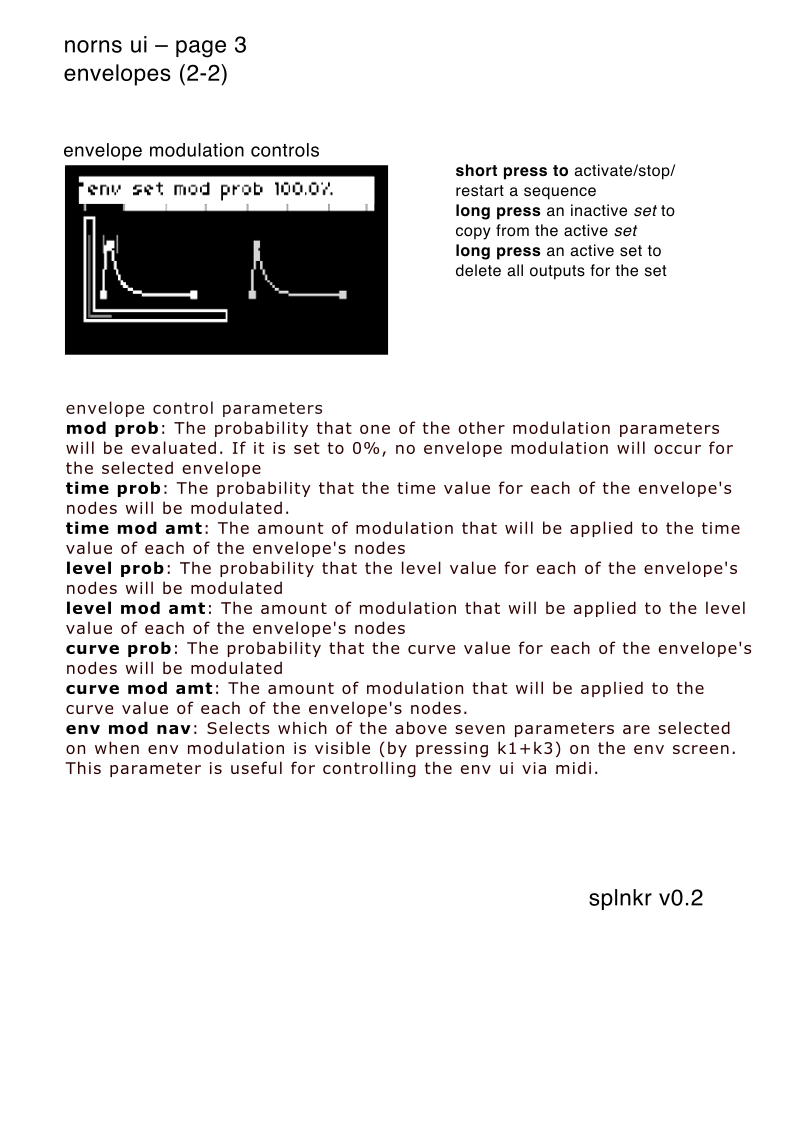 norns ui – page 3
envelopes (2-2)
envelope modulation controls
env set mod prob 100.0%
short press to activate/stop/
restart a sequence
long press an inactive set to
copy from the active set
long press an active set to
delete all outputs for the set
envelope control parameters
mod prob: The probability that one of the other modulation parameters
will be evaluated. If it is set to 0%, no envelope modulation will occur for
the selected envelope
time prob: The probability that the time value for each of the envelope's
nodes will be modulated.
time mod amt: The amount of modulation that will be applied to the time
value of each of the envelope's nodes
level prob: The probability that the level value for each of the envelope's
nodes will be modulated
level mod amt: The amount of modulation that will be applied to the level
value of each of the envelope's nodes
curve prob: The probability that the curve value for each of the envelope's
nodes will be modulated
curve mod amt: The amount of modulation that will be applied to the
curve value of each of the envelope's nodes.
env mod nav: Selects which of the above seven parameters are selected
on when env modulation is visible (by pressing k1+k3) on the env screen.
This parameter is useful for controlling the env ui via midi.
splnkr v0.2